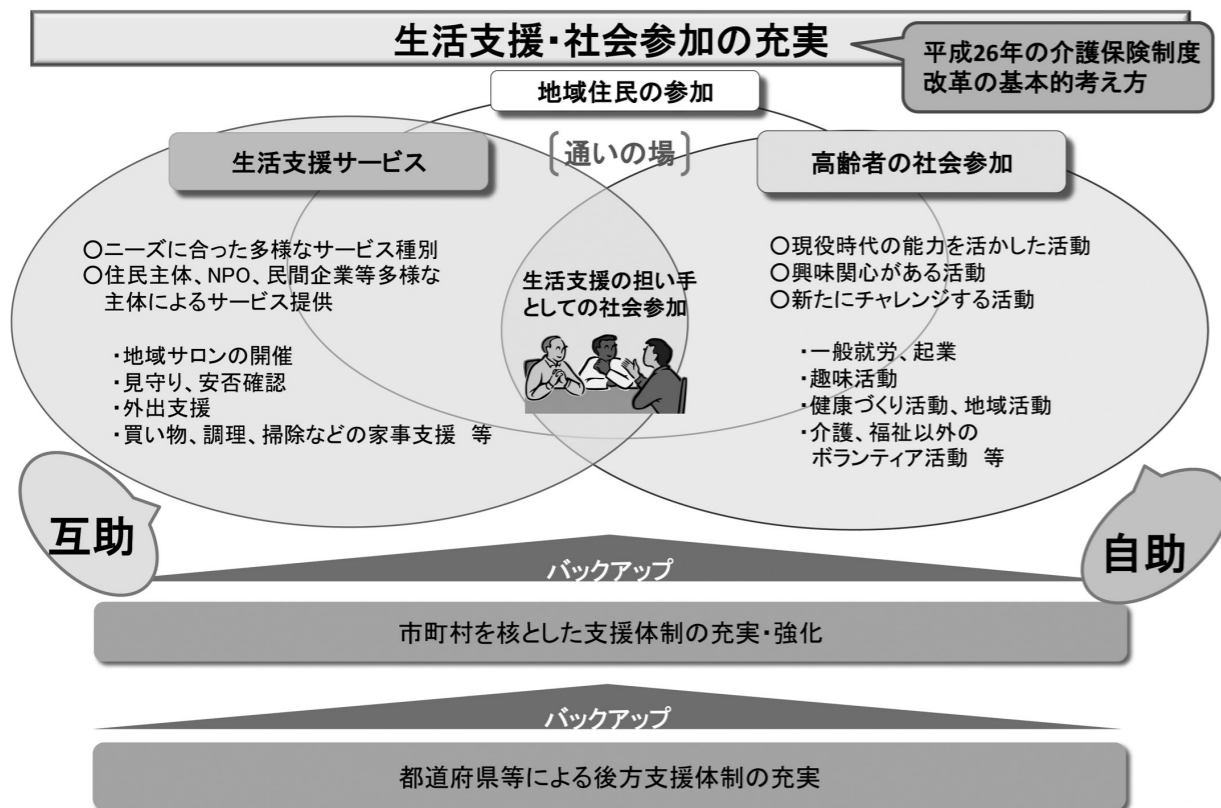 生活支援・社会参加の充実
平成26年の介護保険制度
改革の基本的考え方
地域住民の参加
生活支援サービス
〔通いの場〕
高齢者の社会参加
○ニーズに合った多様なサービス種別
○住民主体、NPO、民間企業等多様な
主体によるサービス提供
・地域サロンの開催
・見守り、安否確認
・外出支援
・買い物、調理、掃除などの家事支援 等
生活支援の担い手
としての社会参加
○現役時代の能力を活かした活動
○興味関心がある活動
○新たにチャレンジする活動
・一般就労、起業
・趣味活動
・健康づくり活動、地域活動
・介護、福祉以外の
ボランティア活動 等
互助
自助
バックアップ
市町村を核とした支援体制の充実・強化
バックアップ
都道府県等による後方支援体制の充実